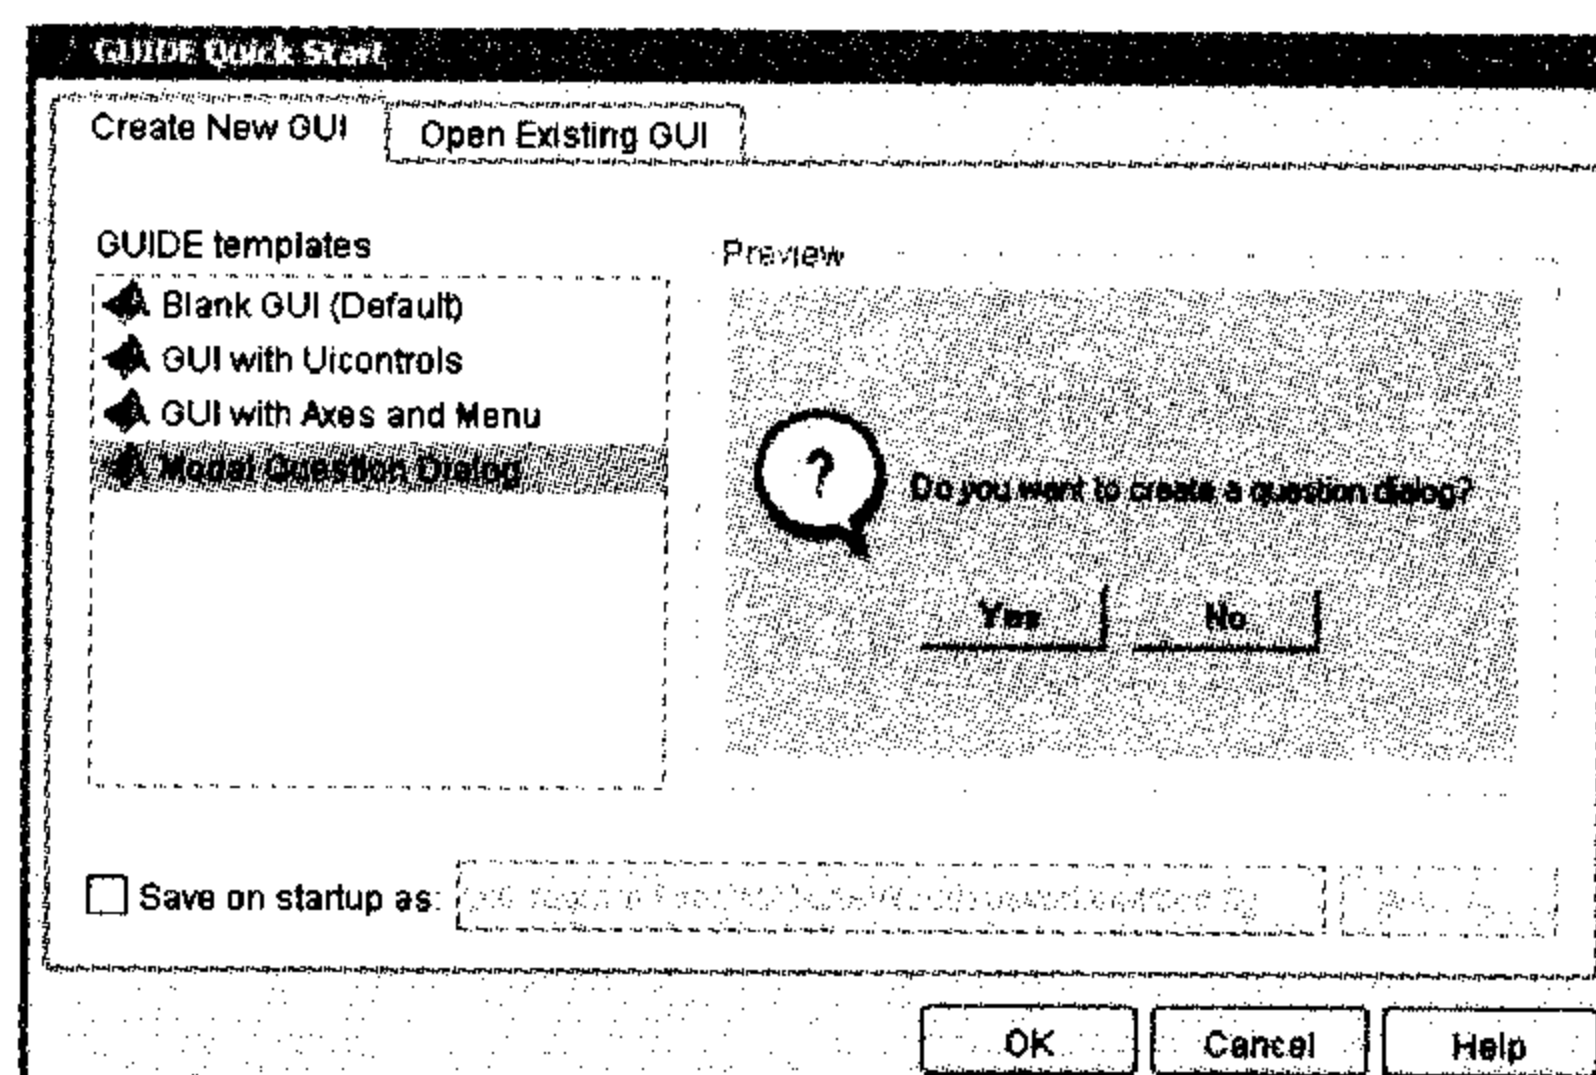 GUIDE Quick Start
Create New GUI
Open Existing GUI
GUIDE templates
Blank GUI (Default)
GUI with Uicontrols
GUI with Axes and Menu
Modal Question Dialog
Preview
?
Do you want to create a question dialog?
Yes
No
Save on startup as:
OK
Cancel
Help